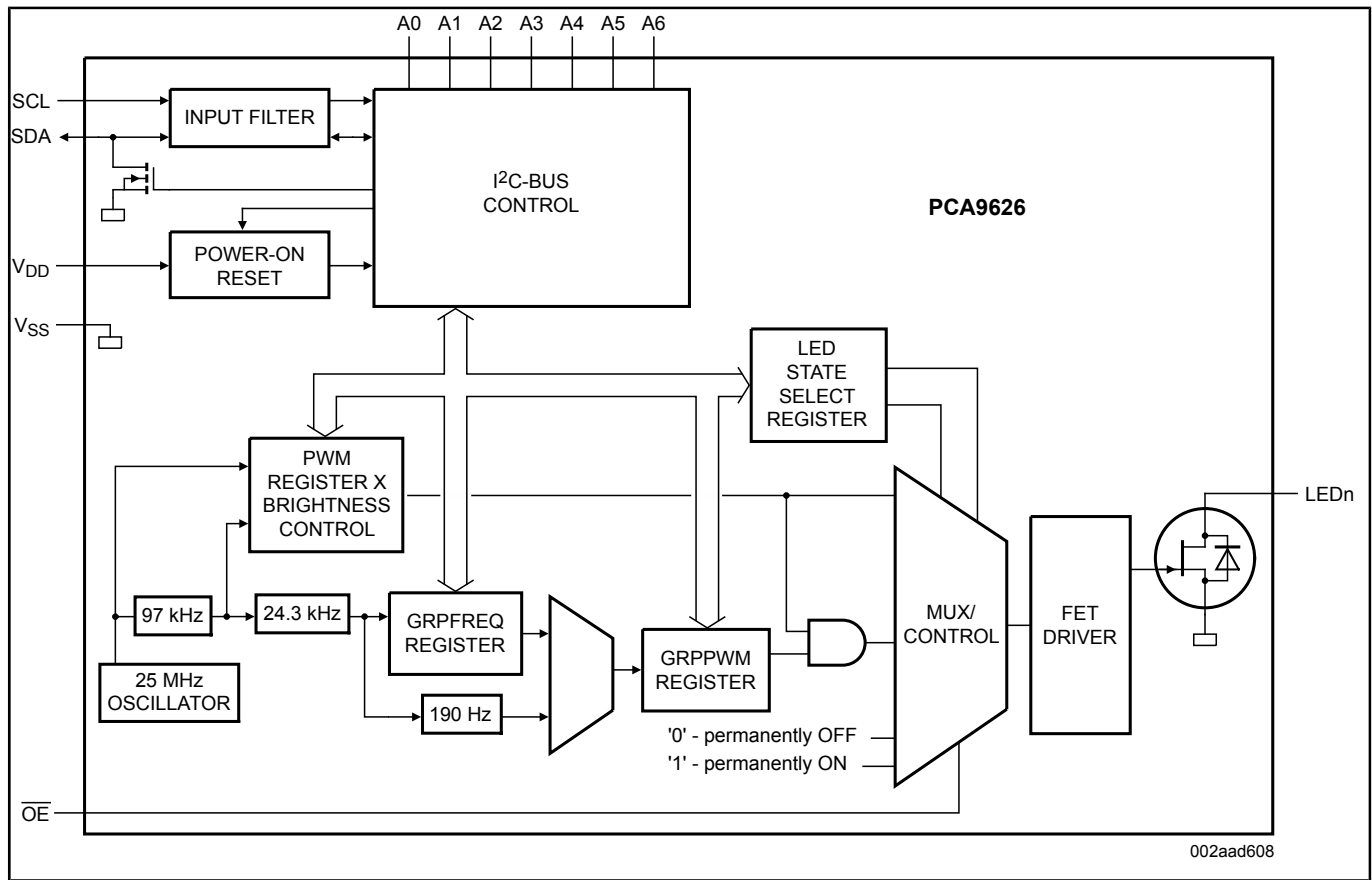 A0 A1 A2 A3 A4 A5 A6
SCL
SDA
INPUT FILTER
I²C-BUS
CONTROL
PCA9626
POWER-ON
RESET
VDD
VSS
LED
STATE
SELECT
REGISTER
PWM
REGISTER X
BRIGHTNESS
CONTROL
LEDn
97 kHz
24.3 kHz
GRPFREQ
REGISTER
MUX/
CONTROL
FET
DRIVER
GRPPWM
REGISTER
25 MHz
OSCILLATOR
190 Hz
'0' - permanently OFF
'1' - permanently ON
OE
002aad608